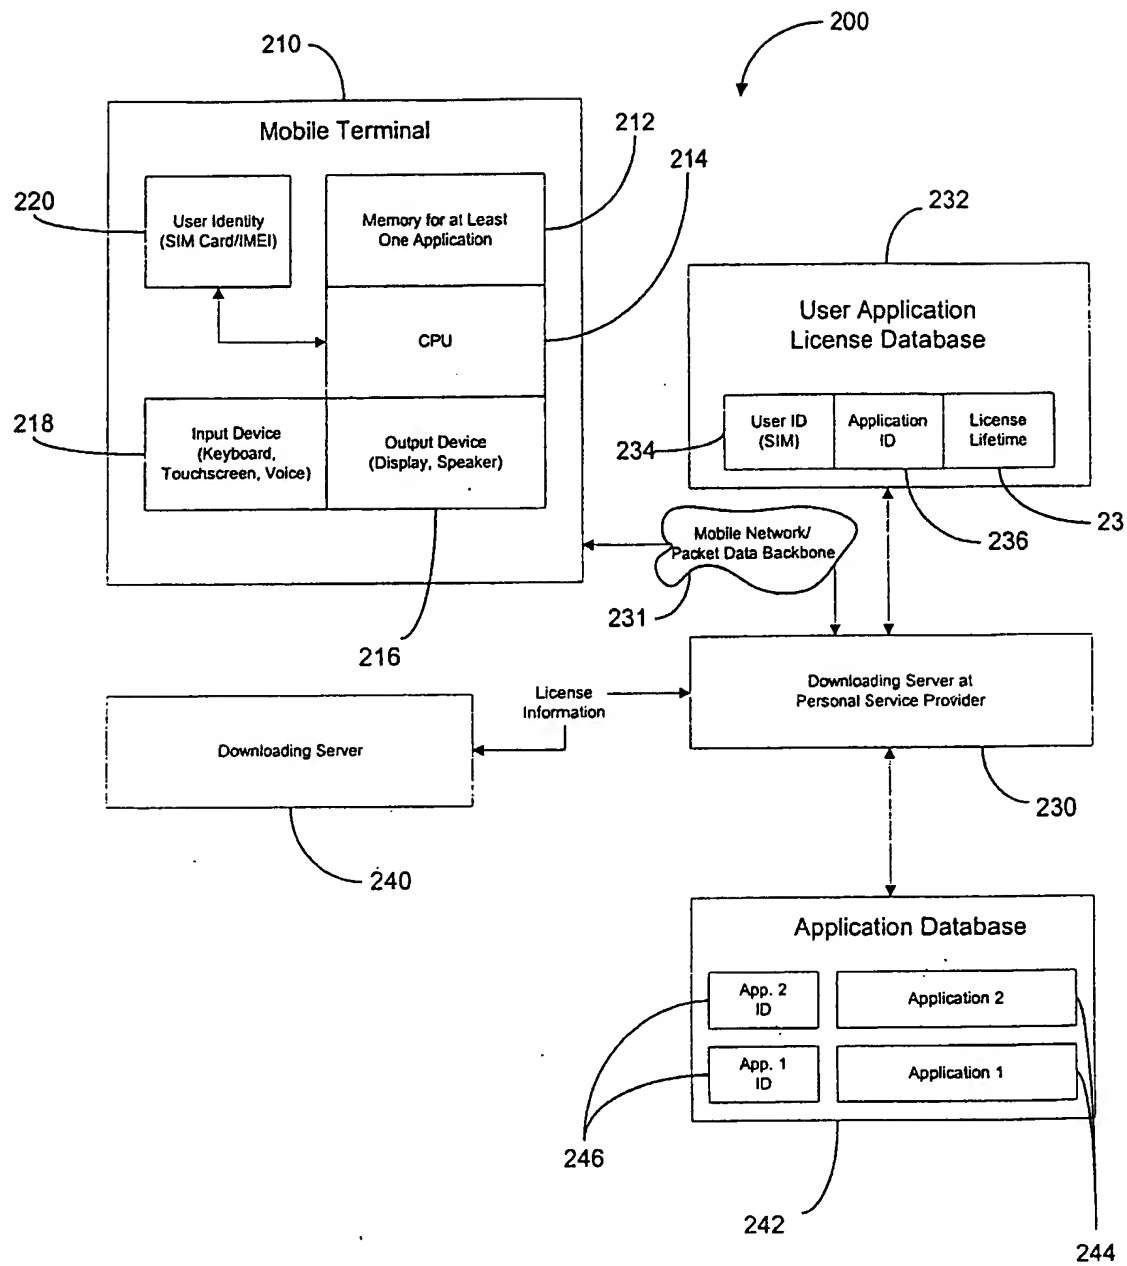 200
210
Mobile Terminal
212
214
220
User Identity
(SIM Card/IMEI)
Memory for at Least
One Application
CPU
218
Input Device
(Keyboard,
Touchscreen, Voice)
Output Device
(Display, Speaker)
216
232
User Application
License Database
234
User ID
(SIM)
Application
ID
License
Lifetime
236
23
Mobile Network/
Packet Data Backbone
231
Downloading Server at
Personal Service Provider
230
License
Information
Downloading Server
240
Application Database
App. 2
ID
Application 2
App. 1
ID
Application 1
246
242
244